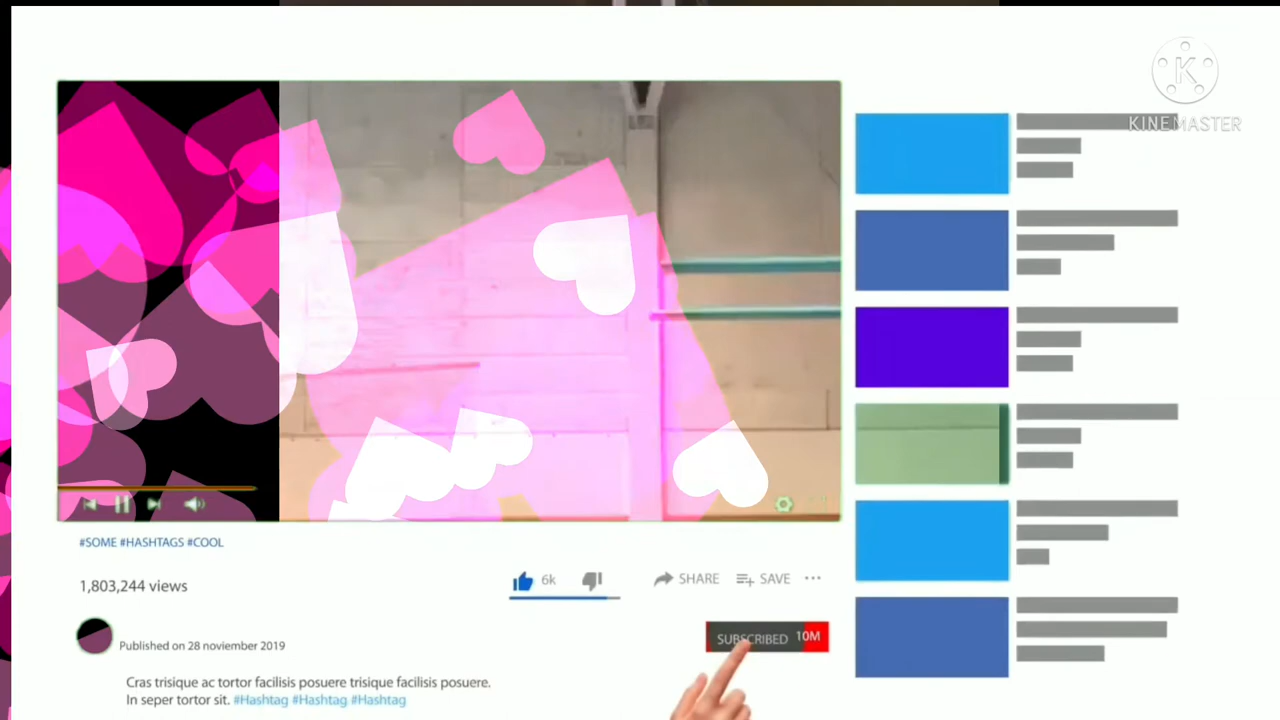 K
KINEMASTER
#SOME #HASHTAGS #COOL
1,803,244 views
6k
SHARE
SAVE
SUBSCRIBED 10M
Published on 28 noviember 2019
Cras trisique ac tortor facilisis posuere trisique facilisis posuere.
In seper tortor sit. #Hashtag #Hashtag #Hashtag